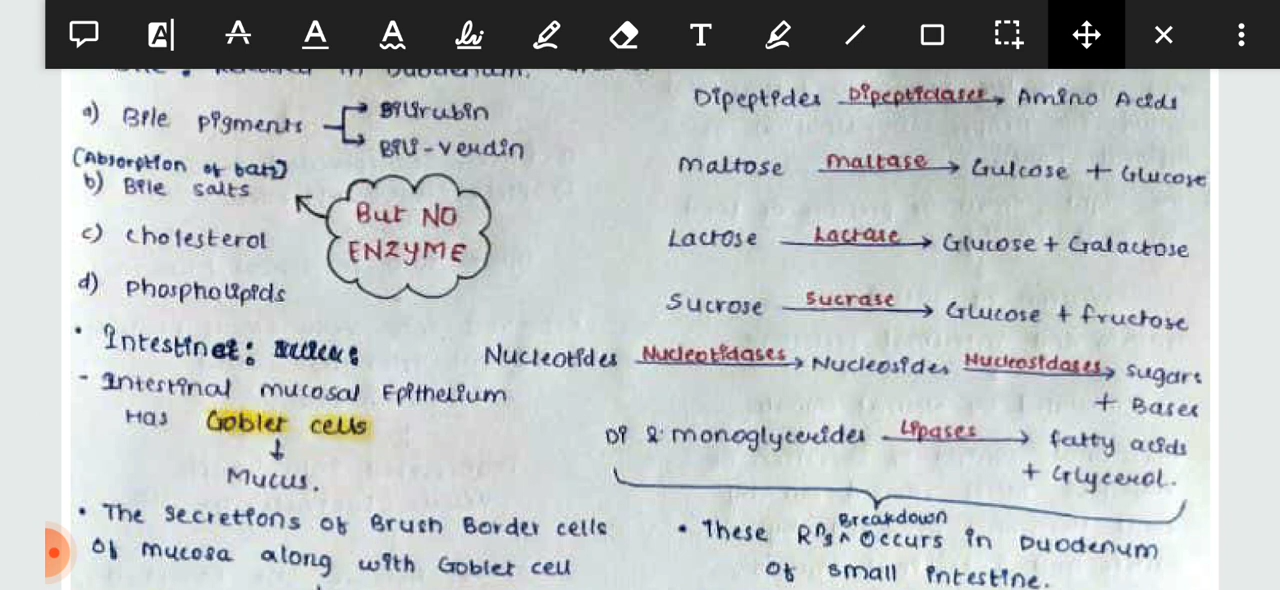 a) Bile pigments → Bilirubin
→ Bili-verdin
(Absorption of bats)
b) Bile salts
But NO
ENZYME
c) cholesterol
d) phospholipids
• Intestines:
- Intestinal mucosal Epithelium
Has Goblet cells
↓
Mucus.
• The secretions of Brush Border cells
of mucosa along with Goblet cell
Dipeptides Dipeptidases → Amino Acids
Maltose maltase → Gulcose + Glucose
Lactose Lactase → Glucose + Galactose
Sucrose sucrase → Glucose + fructose
Nucleotides Nucleotidases → Nucleosides Nucleosidases → sugars
+ Bases
Di & monoglycerides Lipases → fatty acids
+ Glycerol.
Breakdown
• These Rns ^ Occurs in Duodenum
of small intestine.